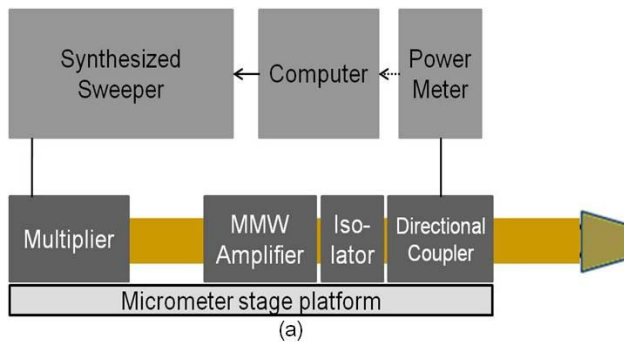 Synthesized
Sweeper
Computer
Power
Meter
Multiplier
MMW
Amplifier
Iso-
lator
Directional
Coupler
Micrometer stage platform
(a)